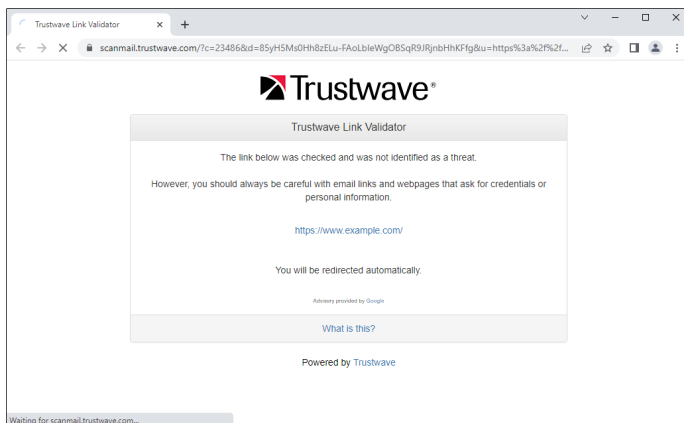 Trustwave Link Validator
scanmail.trustwave.com/?c=23486&d=85yH5Ms0Hh8zELu-FAoLbleWgOBSqR9JRjnbHhKFfg&u=https%3a%2f%2f...
Trustwave®
Trustwave Link Validator
The link below was checked and was not identified as a threat.
However, you should always be careful with email links and webpages that ask for credentials or
personal information.
https://www.example.com/
You will be redirected automatically.
Advisory provided by Google
What is this?
Powered by Trustwave
Waiting for scanmail.trustwave.com...